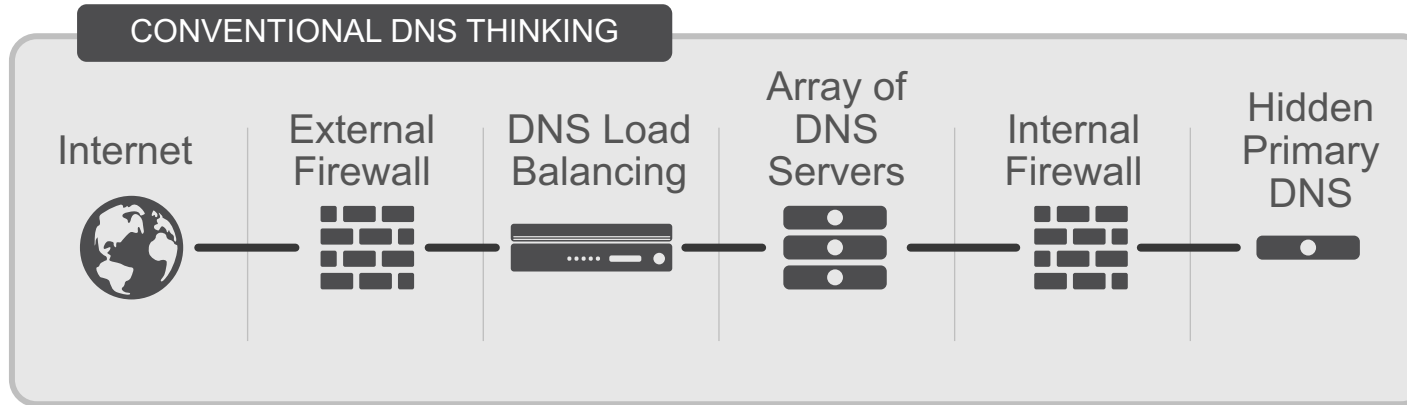 CONVENTIONAL DNS THINKING
Internet
External
Firewall
DNS Load
Balancing
Array of
DNS
Servers
Internal
Firewall
Hidden
Primary
DNS